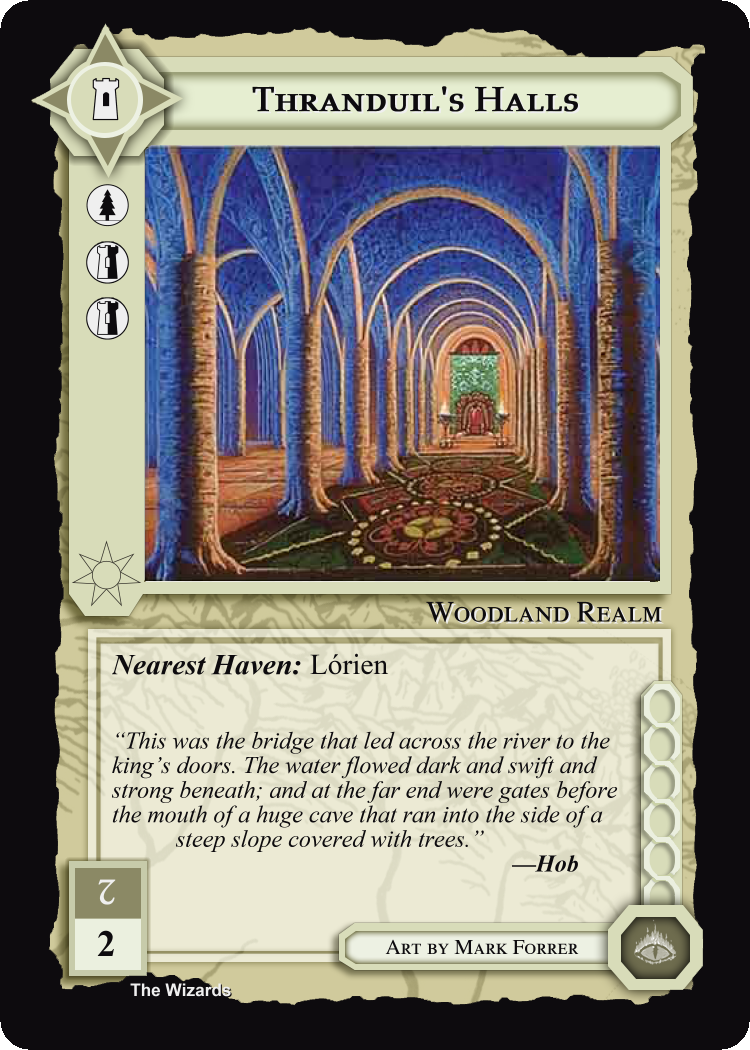 Thranduil's Halls
Woodland Realm
Nearest Haven: Lórien
“This was the bridge that led across the river to the
king’s doors. The water flowed dark and swift and
strong beneath; and at the far end were gates before
the mouth of a huge cave that ran into the side of a
steep slope covered with trees.”
—Hob
2
2
Art by Mark Forrer
The Wizards